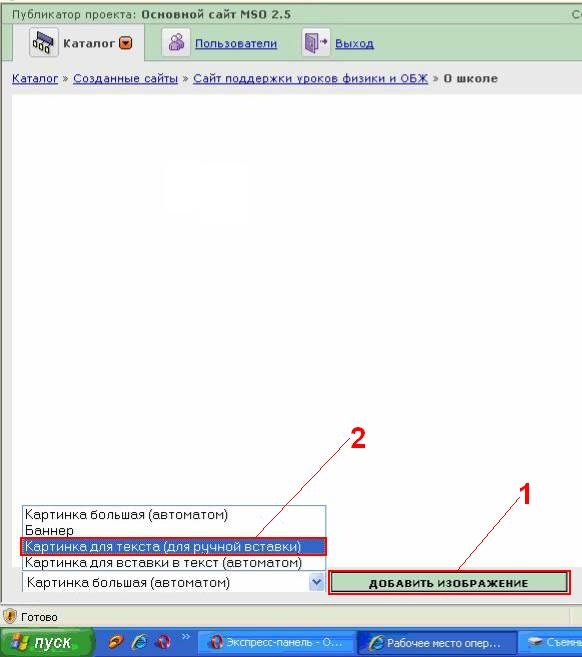 Публикатор проекта: Основной сайт MSO 2.5
Каталог Пользователи Выход
Каталог » Созданные сайты » Сайт поддержки уроков физики и ОБЖ » О школе
2
1
Картинка большая (автоматом)
Баннер
Картинка для текста (для ручной вставки)
Картинка для вставки в текст (автоматом)
Картинка большая (автоматом) ДОБАВИТЬ ИЗОБРАЖЕНИЕ
Готово
пуск » Экспресс-панель - О... Рабочее место опер...